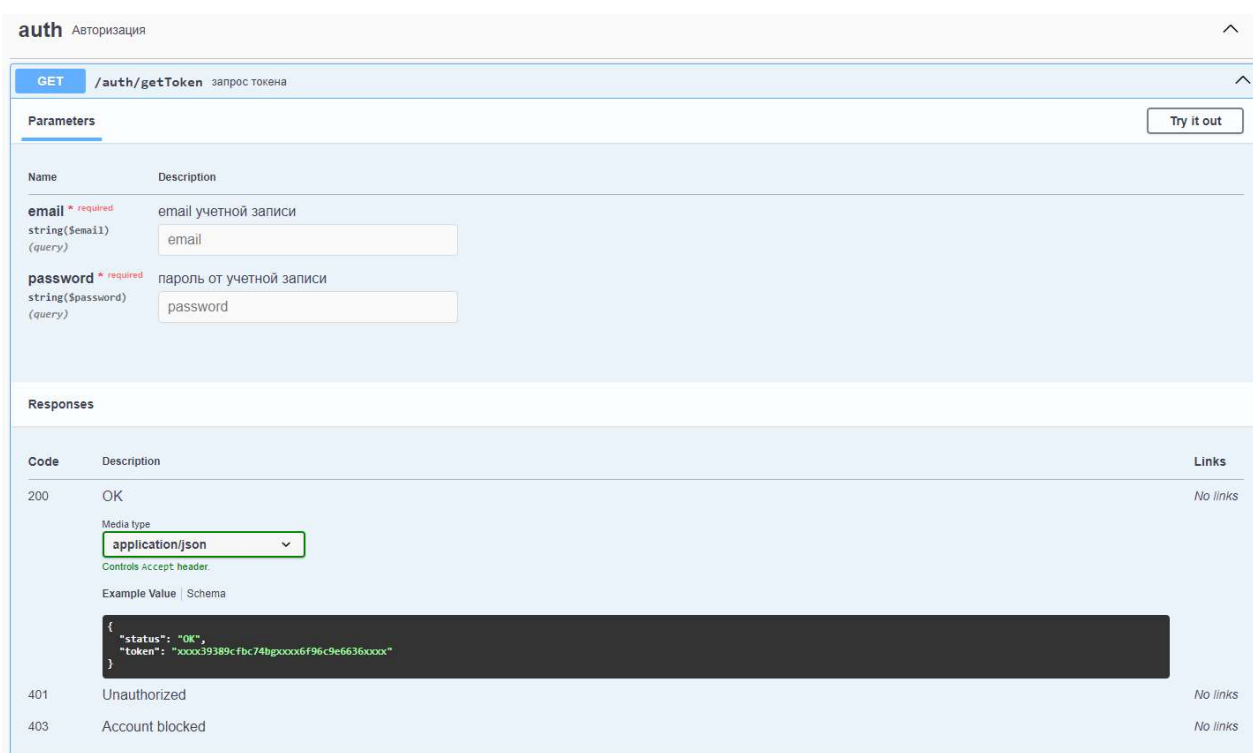 auth Авторизация
GET /auth/getToken запрос токена
Parameters Try it out
Name Description
email * required email учетной записи
string($email)
(query)
email
password * required пароль от учетной записи
string($password)
(query)
password
Responses
Code Description Links
200 OK No links
Media type
application/json
Controls Accept header.
Example Value | Schema
{
"status": "OK",
"token": "xxxx39389cfbc74bgxxxx6f96c9e6636xxxx"
}
401 Unauthorized No links
403 Account blocked No links